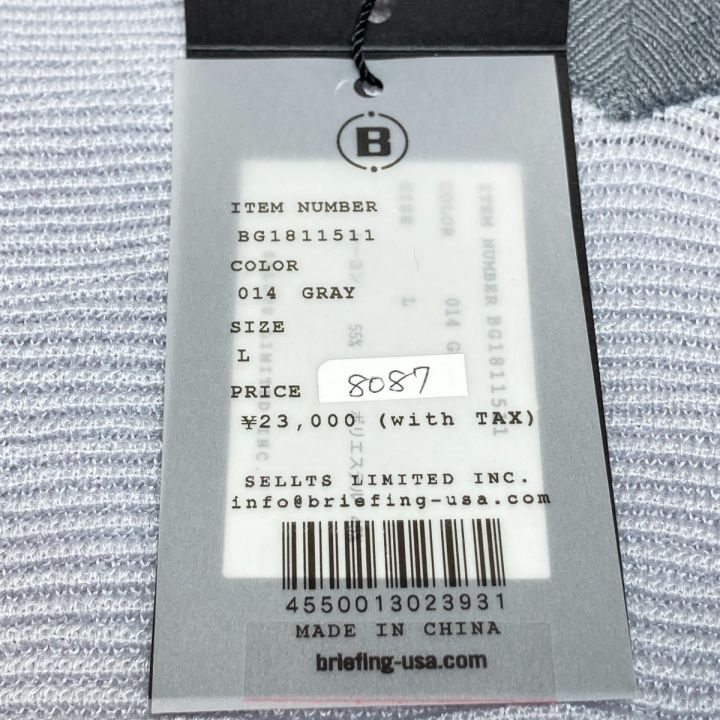 B
ITEM NUMBER
BG1811511
COLOR
014 GRAY
SIZE
L
PRICE 8087
¥23,000 (with TAX)
SELLTS LIMITED INC.
info@briefing-usa.com
4550013023931
MADE IN CHINA
briefing-usa.com